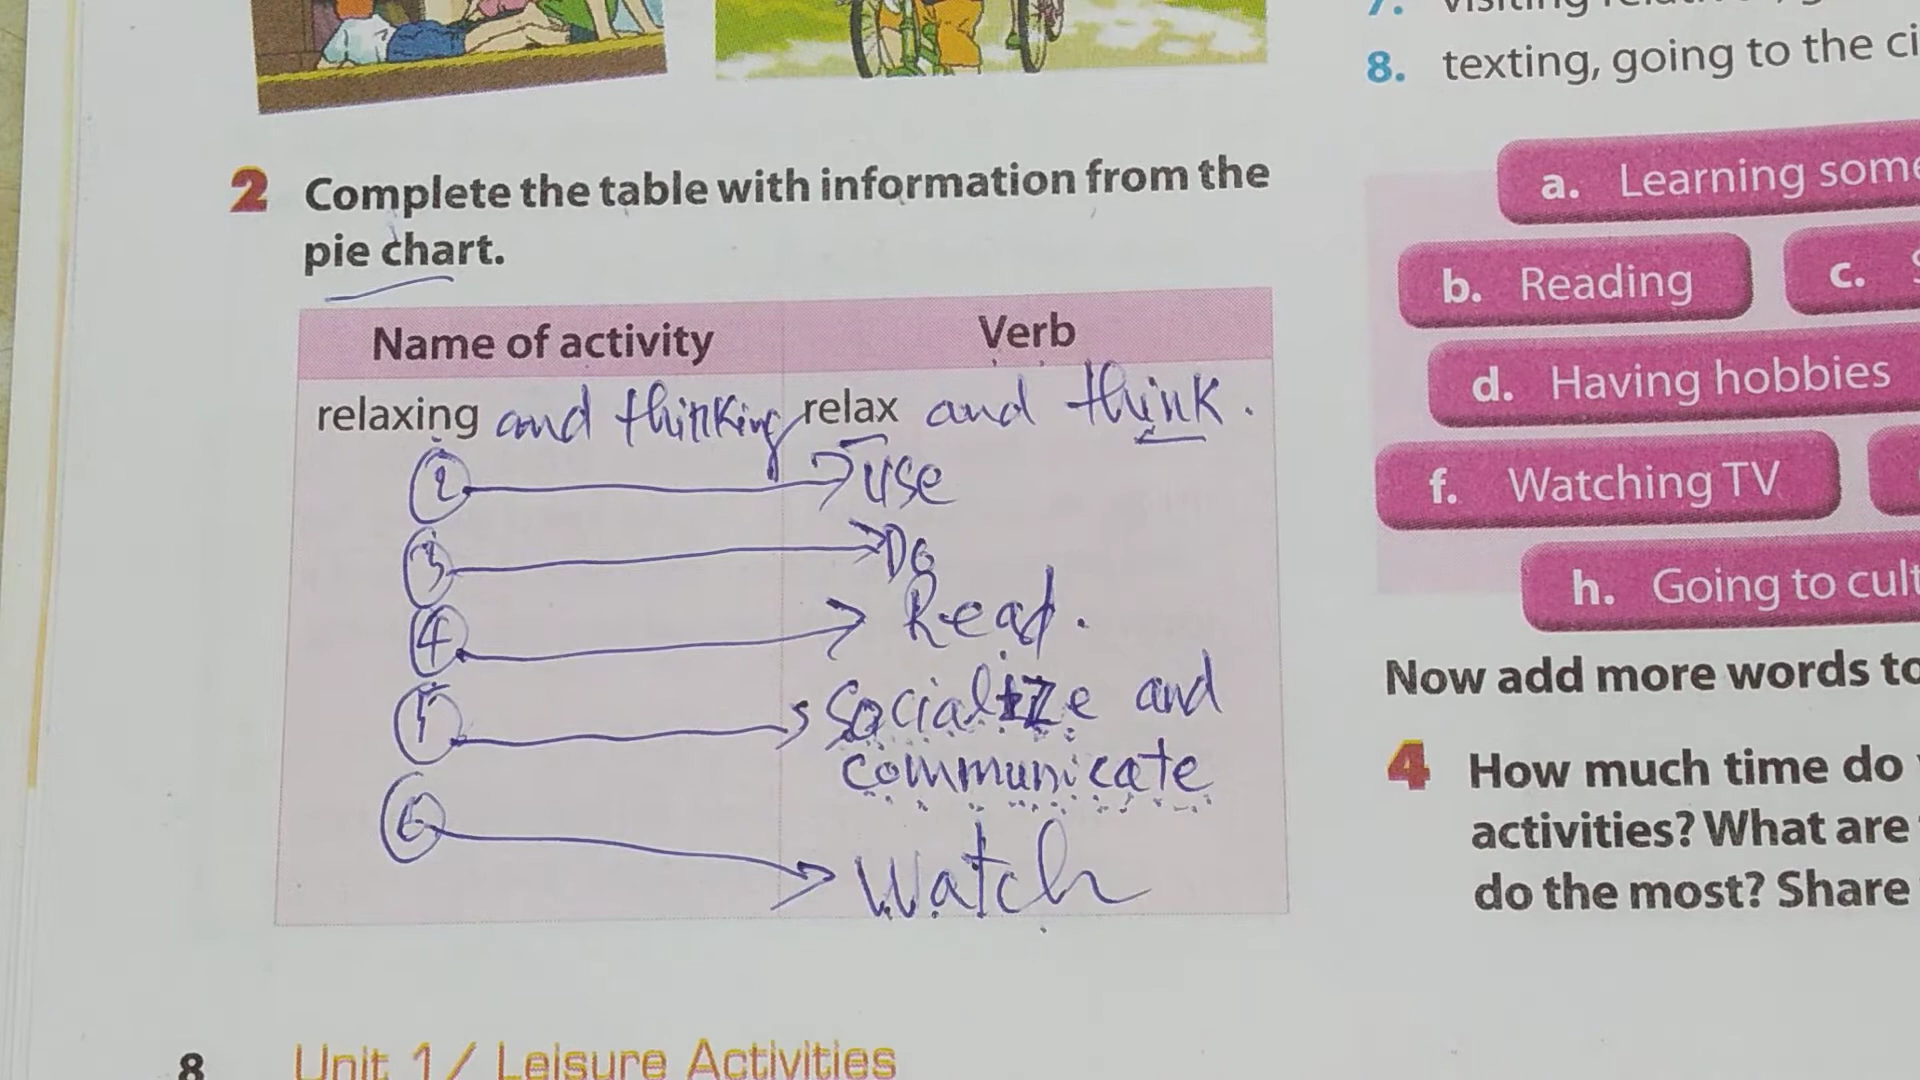 8. texting, going to the ci
2 Complete the table with information from the
pie chart.
Name of activity Verb
relaxing and thinking relax and think.
2 use
3 Do
4 Read.
5 Socialize and
communicate
6 Watch
a. Learning some
b. Reading
c.
d. Having hobbies
f. Watching TV
h. Going to cult
Now add more words to
4 How much time do
activities? What are
do the most? Share
8 Unit 1/ Leisure Activities